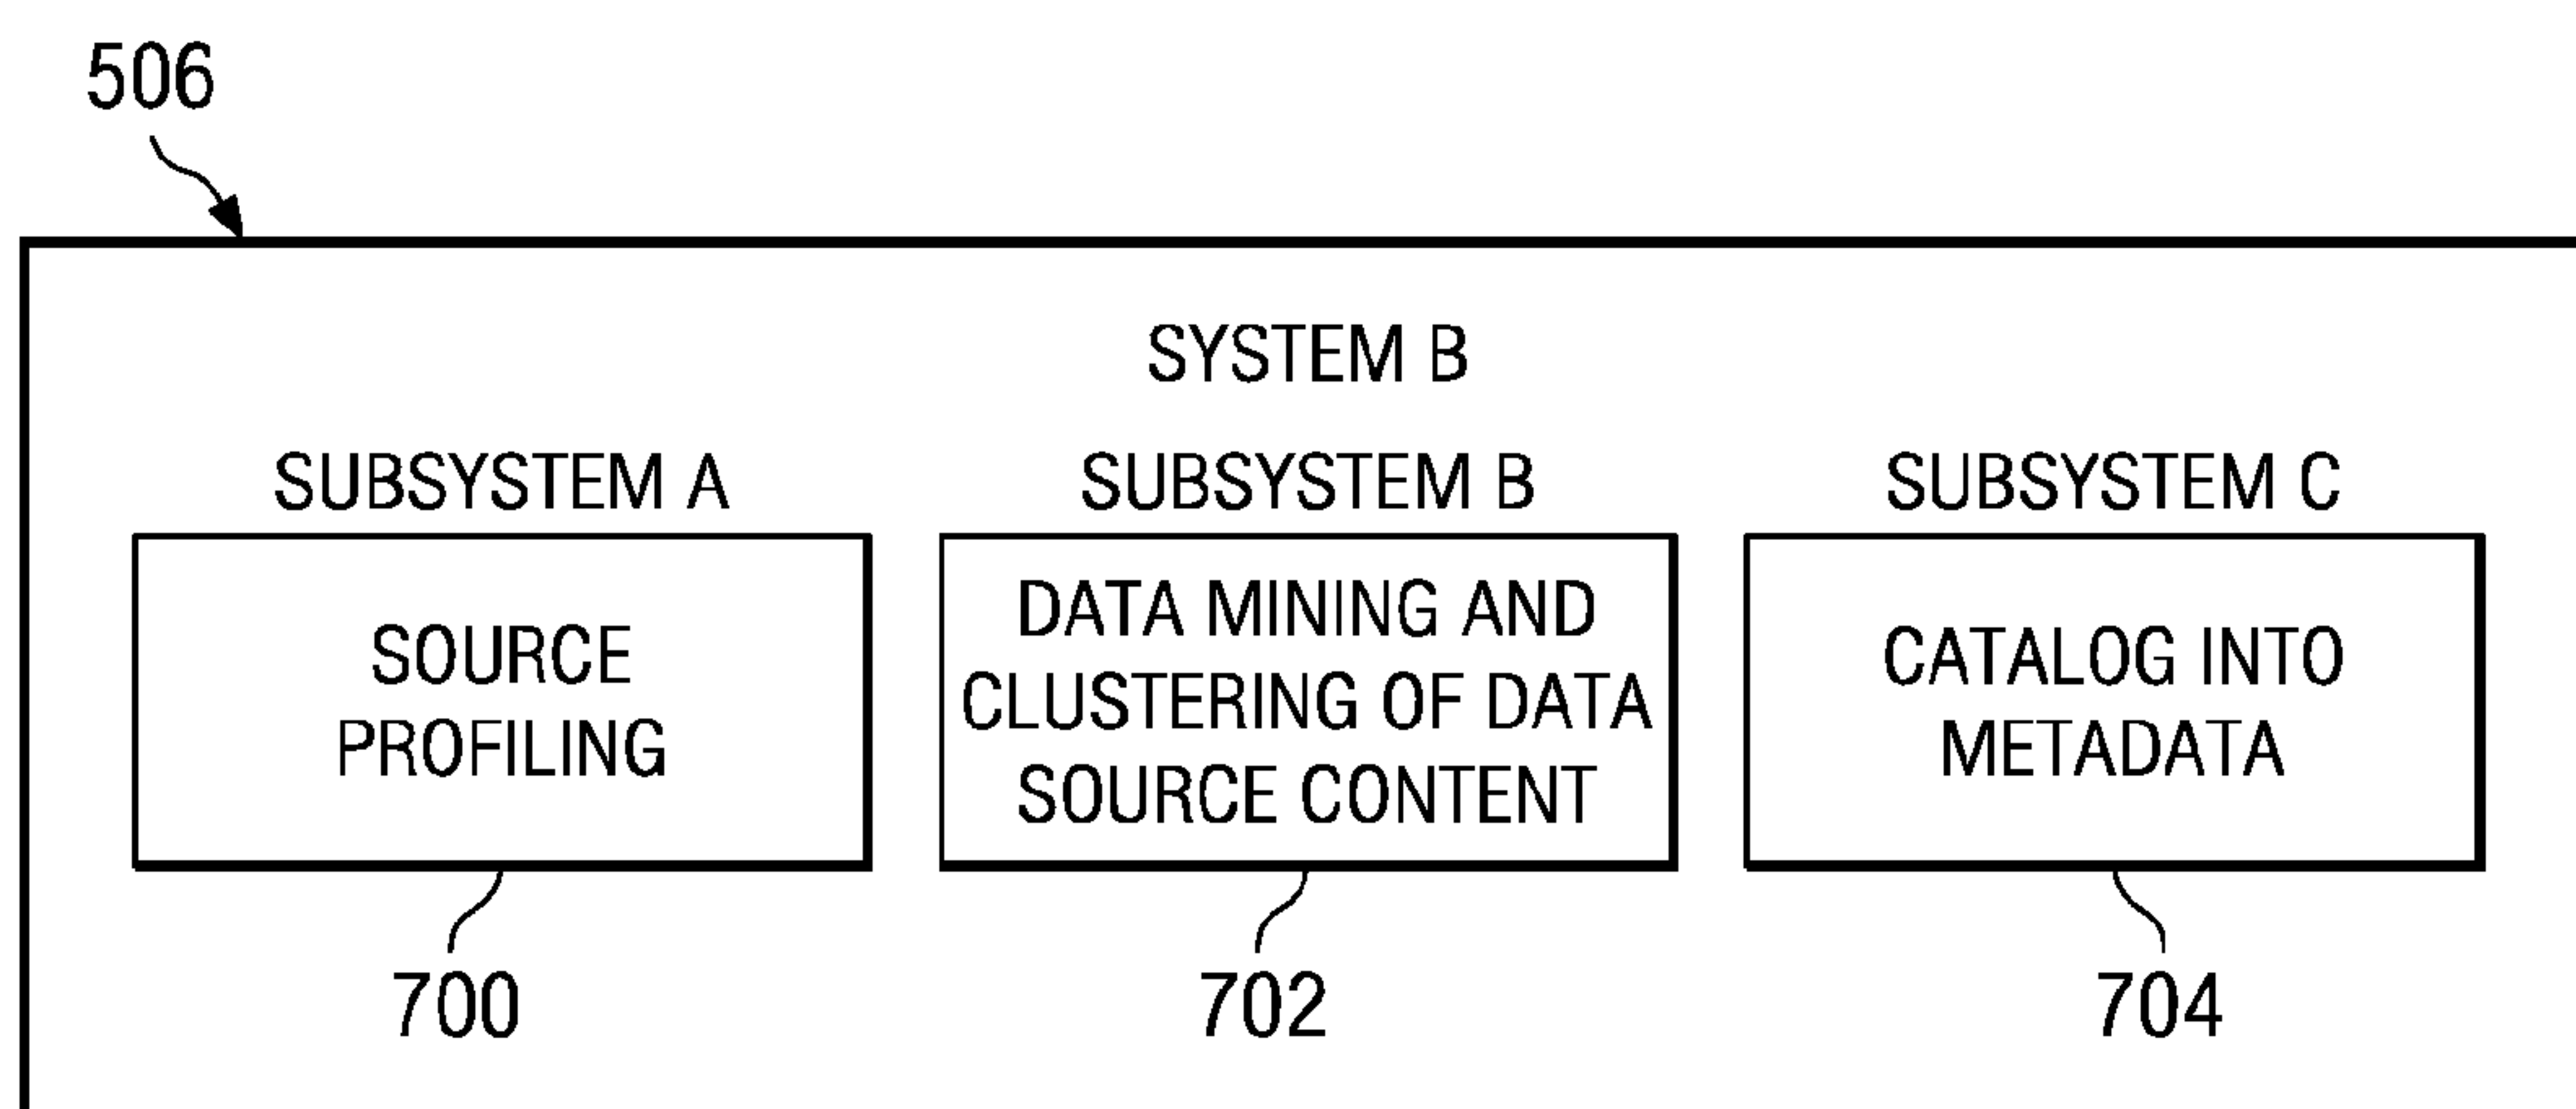 506
SYSTEM B
SUBSYSTEM A
SUBSYSTEM B
SUBSYSTEM C
SOURCE
PROFILING
DATA MINING AND
CLUSTERING OF DATA
SOURCE CONTENT
CATALOG INTO
METADATA
700
702
704